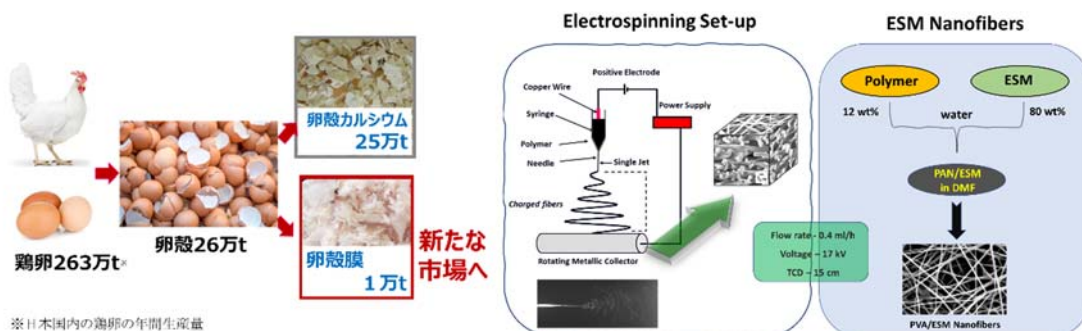 鶏卵263万t※
卵殻26万t
卵殻カルシウム
25万t
卵殻膜
1万t
新たな
市場へ
※日本国内の鶏卵の年間生産量
Electrospinning Set-up
Positive Electrode
Copper Wire
Power Supply
Syringe
Polymer
Needle
Single Jet
Charged fibers
Rotating Metallic Collector
Flow rate - 0.4 ml/h
Voltage – 17 kV
TCD – 15 cm
ESM Nanofibers
Polymer
ESM
12 wt%
water
80 wt%
PAN/ESM
in DMF
PVA/ESM Nanofibers